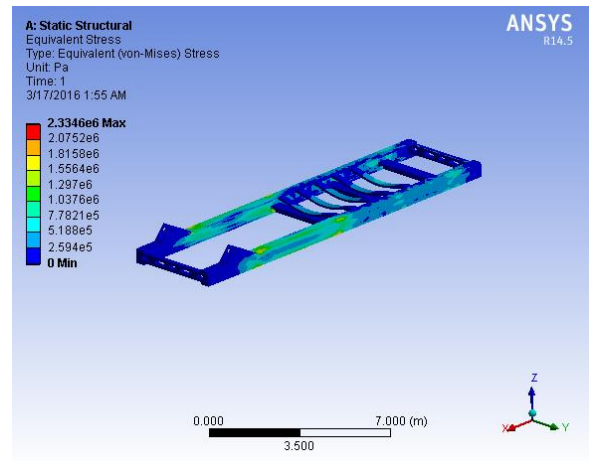 A: Static Structural
Equivalent Stress
Type: Equivalent (von-Mises) Stress
Unit: Pa
Time: 1
3/17/2016 1:55 AM
ANSYS
R14.5
2.3346e6 Max
2.0752e6
1.8158e6
1.5564e6
1.297e6
1.0376e6
7.7821e5
5.188e5
2.594e5
0 Min
0.000
7.000 (m)
3.500
Z
X
Y